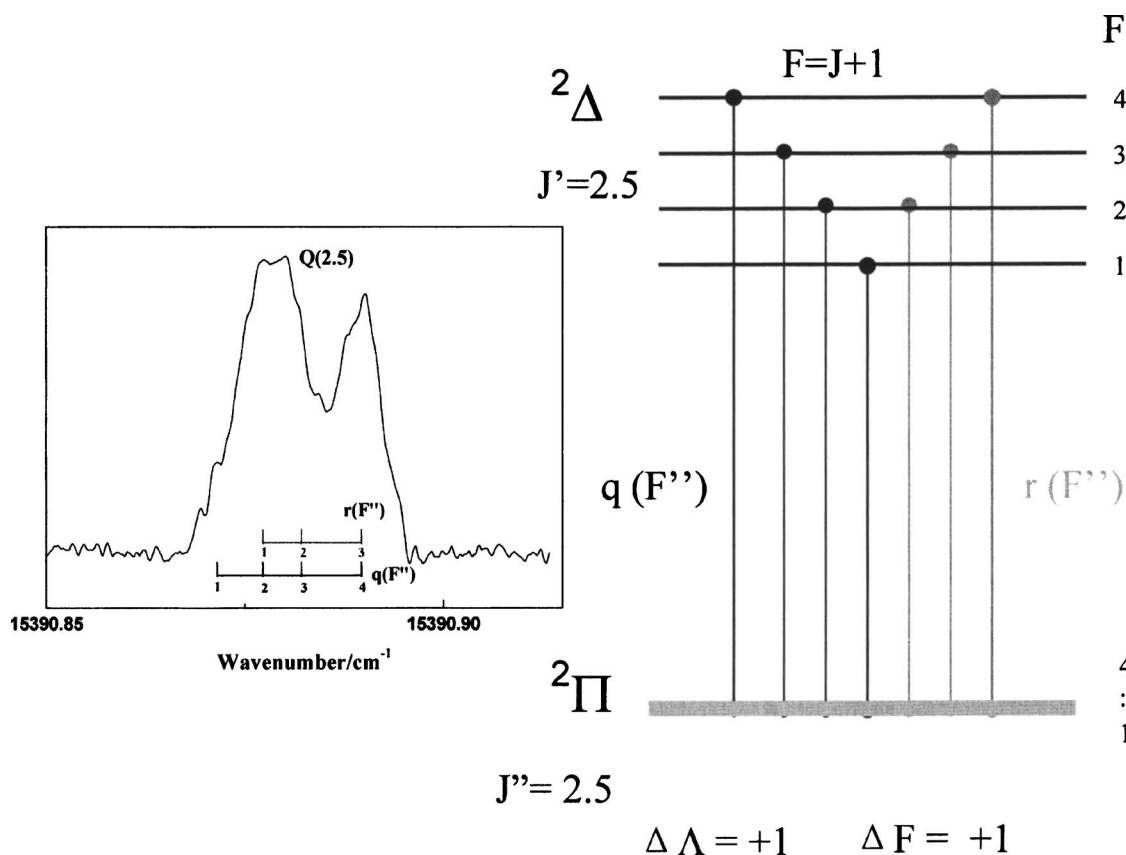 F
F=J+1
²Δ
4
3
J’=2.5
2
1
Q(2.5)
q (F’’)
r (F’’)
r(F'')
1 2 3
q(F'')
1 2 3 4
15390.85
15390.90
Wavenumber/cm⁻¹
²Π
4
:
1
J’’= 2.5
Δ Λ = +1
Δ F = +1